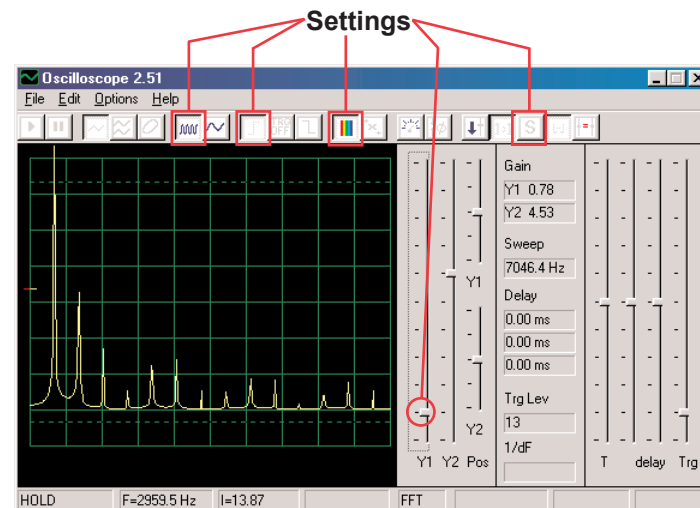 Settings
Oscilloscope 2.51
File Edit Options Help
TRG
OFF
S
Gain
Y1 0.78
Y2 4.53
Sweep
7046.4 Hz
Y1
Delay
0.00 ms
0.00 ms
0.00 ms
Trg Lev
13
Y2
1/dF
Y1 Y2 Pos T delay Trg
HOLD F=2959.5 Hz I=13.87 FFT